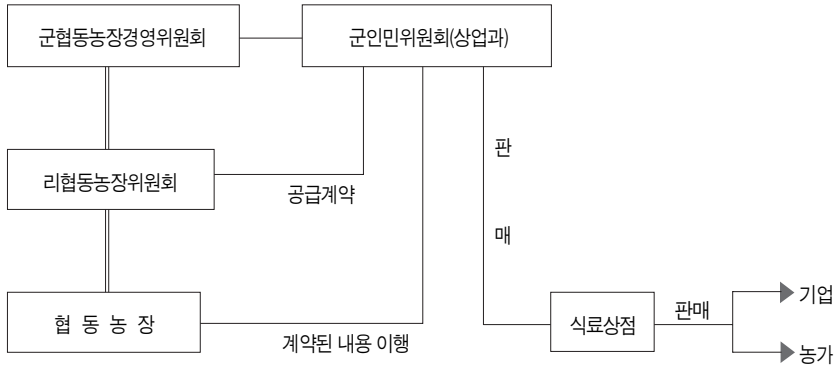 군협동농장경영위원회
군인민위원회(상업과)
판
리협동농장위원회
공급계약
매
협 동 농 장
계약된 내용 이행
식료상점
판매
기업
농가